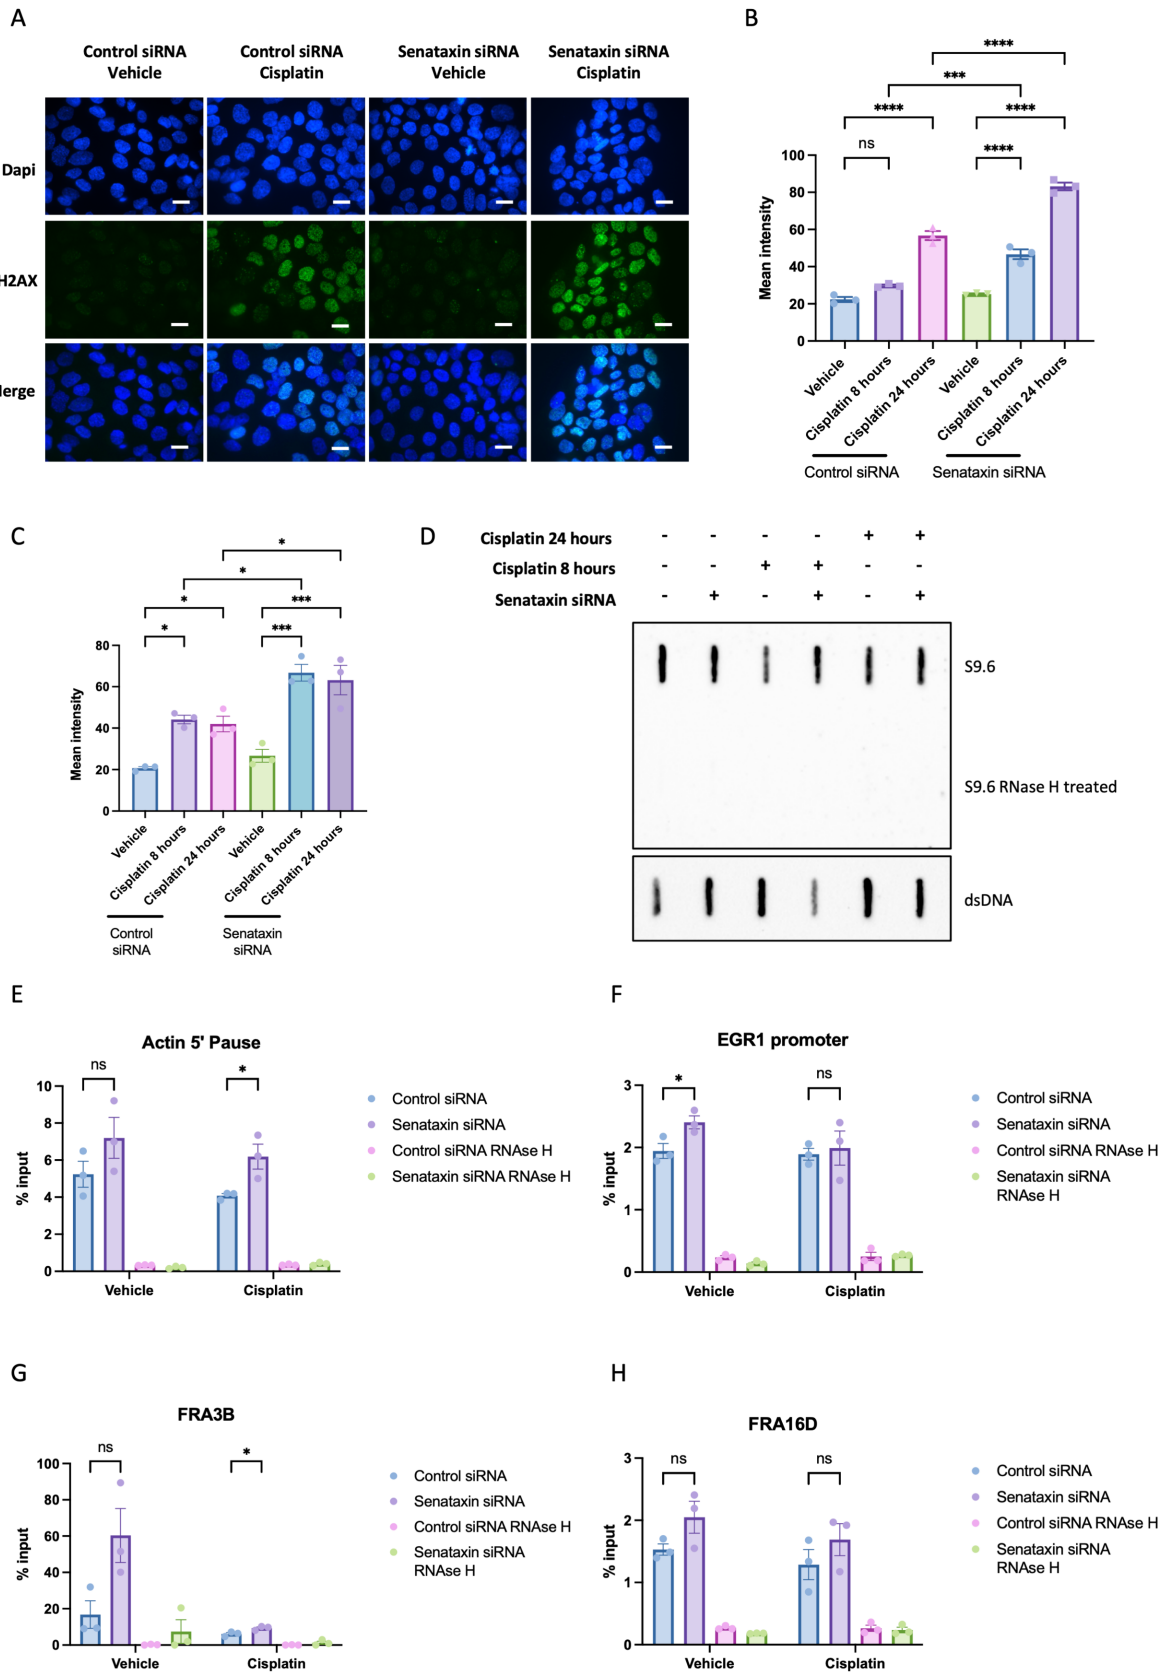 A
Control siRNA
Vehicle
Control siRNA
Cisplatin
Senataxin siRNA
Vehicle
Senataxin siRNA
Cisplatin
Dapi
H2AX
erge
B
****
***
****
****
ns
****
Mean intensity
100
80
60
40
20
0
Vehicle
Cisplatin 8 hours
Cisplatin 24 hours
Vehicle
Cisplatin 8 hours
Cisplatin 24 hours
Control siRNA
Senataxin siRNA
C
*
*
*
***
*
***
Mean intensity
80
60
40
20
0
Vehicle
Cisplatin 8 hours
Cisplatin 24 hours
Vehicle
Cisplatin 8 hours
Cisplatin 24 hours
Control
siRNA
Senataxin
siRNA
D
Cisplatin 24 hours - - - - + +
Cisplatin 8 hours - - + + - -
Senataxin siRNA - + - + - +
S9.6
S9.6 RNase H treated
dsDNA
E
Actin 5' Pause
ns
*
% input
10
8
6
4
2
0
Vehicle
Cisplatin
Control siRNA
Senataxin siRNA
Control siRNA RNAse H
Senataxin siRNA RNAse H
F
EGR1 promoter
*
ns
% input
3
2
1
0
Vehicle
Cisplatin
Control siRNA
Senataxin siRNA
Control siRNA RNAse H
Senataxin siRNA
RNAse H
G
FRA3B
ns
*
% input
100
80
60
40
20
0
Vehicle
Cisplatin
Control siRNA
Senataxin siRNA
Control siRNA RNAse H
Senataxin siRNA
RNAse H
H
FRA16D
ns
ns
% input
3
2
1
0
Vehicle
Cisplatin
Control siRNA
Senataxin siRNA
Control siRNA RNAse H
Senataxin siRNA
RNAse H